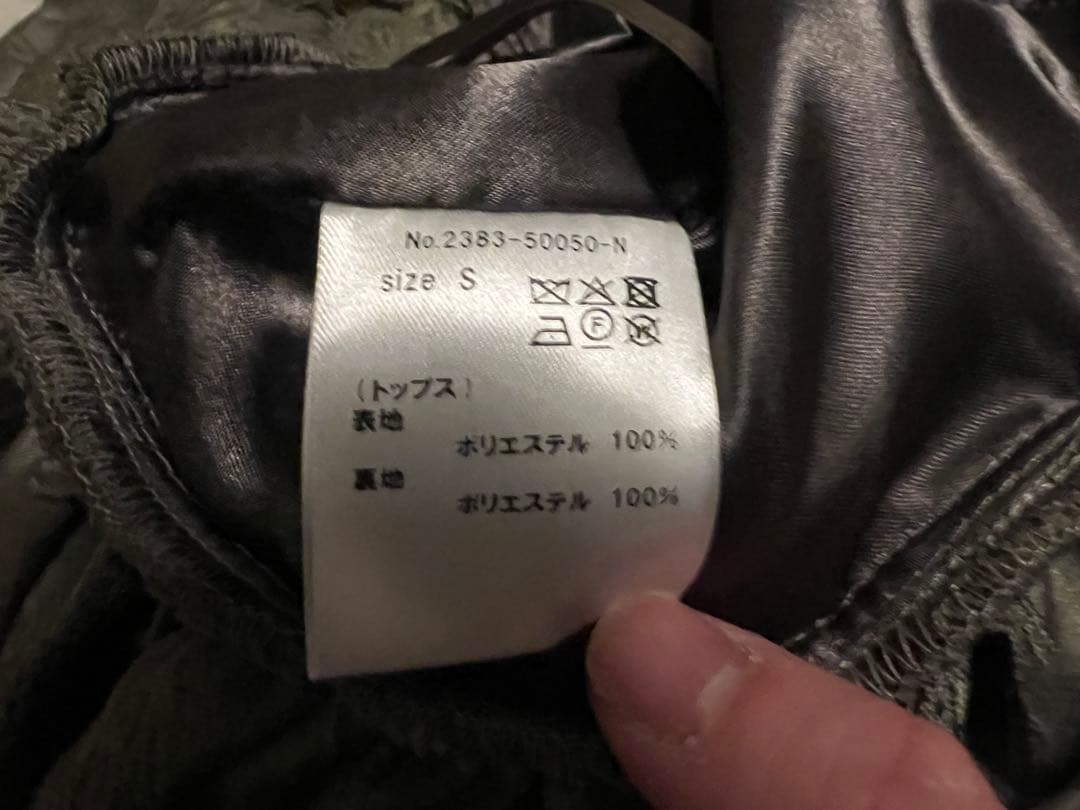 No.2383-50050-N
size S
F
W
(トップス)
表地
ポリエステル 100%
裏地
ポリエステル 100%